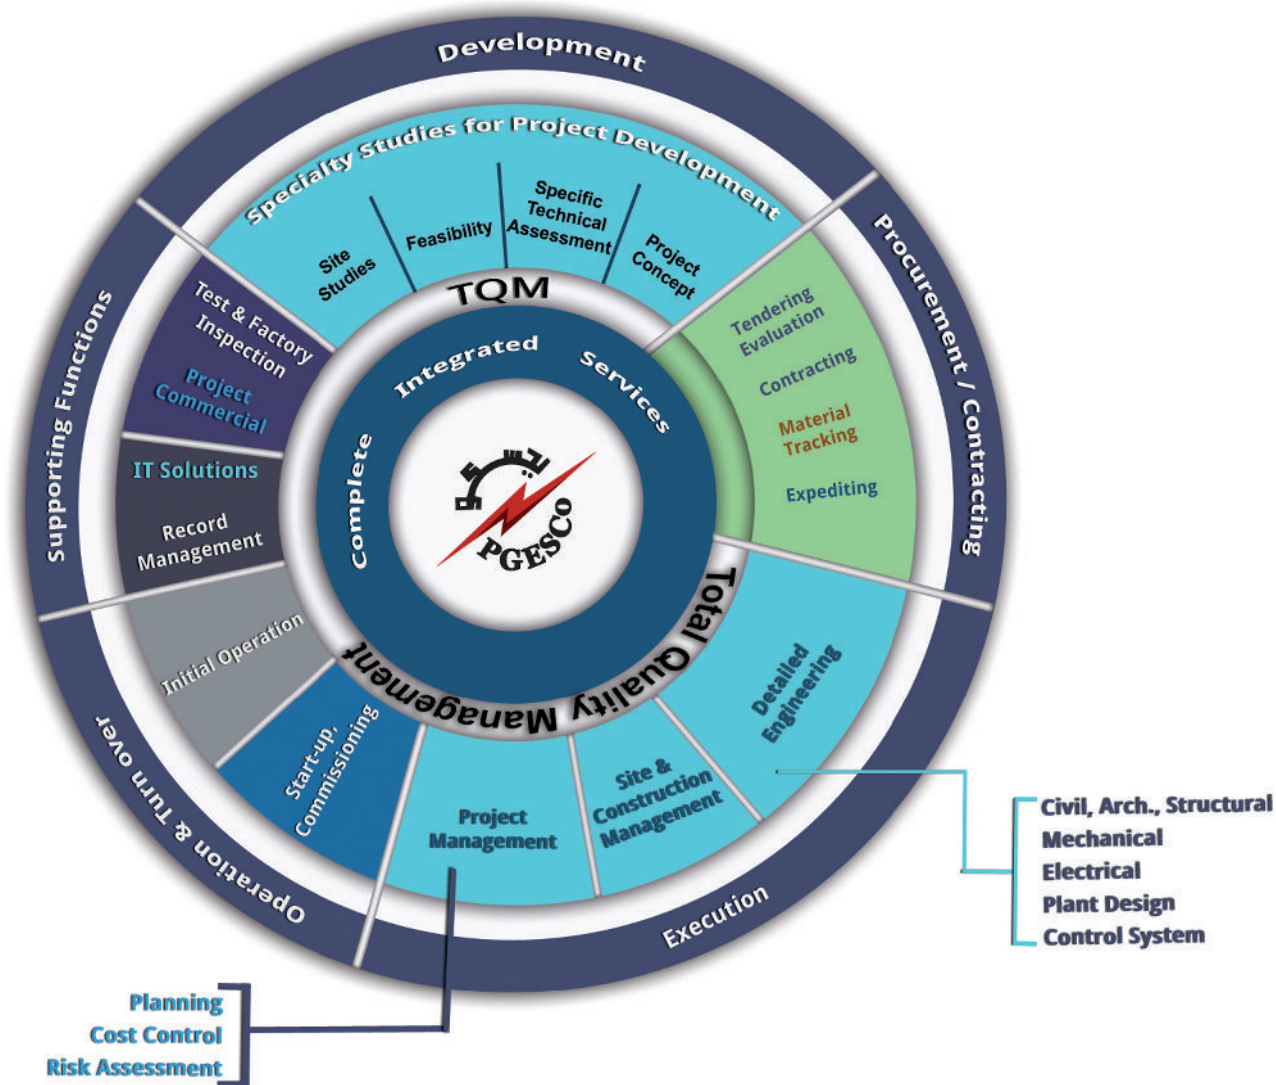 Development
Specialty Studies for Project Development
Site
Studies
Feasibility
Specific
Technical
Assessment
Project
Concept
Procurement / Contracting
Tendering
Evaluation
Contracting
Material
Tracking
Expediting
Execution
Detailed
Engineering
Civil, Arch., Structural
Mechanical
Electrical
Plant Design
Control System
Site &
Construction
Management
Project
Management
Planning
Cost Control
Risk Assessment
Operation & Turn over
Start-up,
Commissioning
Initial Operation
Supporting Functions
Record
Management
IT Solutions
Project
Commercial
Test & Factory
Inspection
TQM
Total Quality Management
Complete Integrated Services
PGESCo